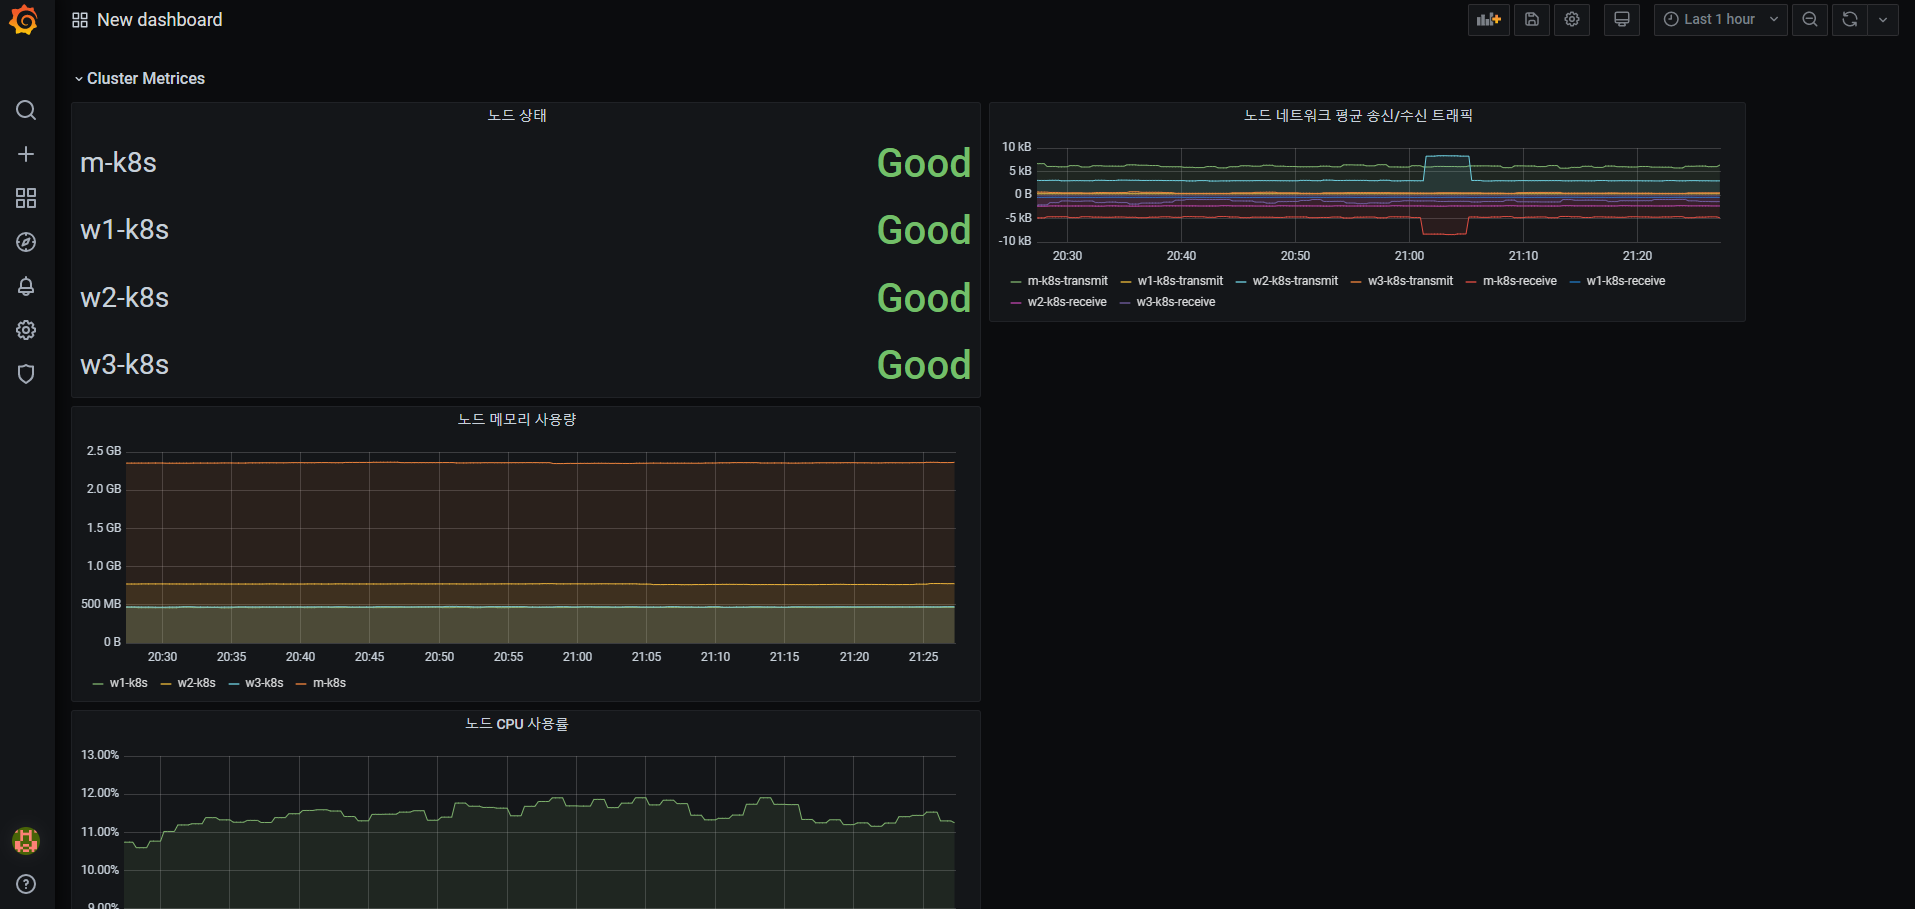 New dashboard
Last 1 hour
Cluster Metrices
노드 상태
m-k8s Good
w1-k8s Good
w2-k8s Good
w3-k8s Good
노드 네트워크 평균 송신/수신 트래픽
10 kB
5 kB
0 B
-5 kB
-10 kB
20:30 20:40 20:50 21:00 21:10 21:20
m-k8s-transmit w1-k8s-transmit w2-k8s-transmit w3-k8s-transmit m-k8s-receive w1-k8s-receive
w2-k8s-receive w3-k8s-receive
노드 메모리 사용량
2.5 GB
2.0 GB
1.5 GB
1.0 GB
500 MB
0 B
20:30 20:35 20:40 20:45 20:50 20:55 21:00 21:05 21:10 21:15 21:20 21:25
w1-k8s w2-k8s w3-k8s m-k8s
노드 CPU 사용률
13.00%
12.00%
11.00%
10.00%
9.00%